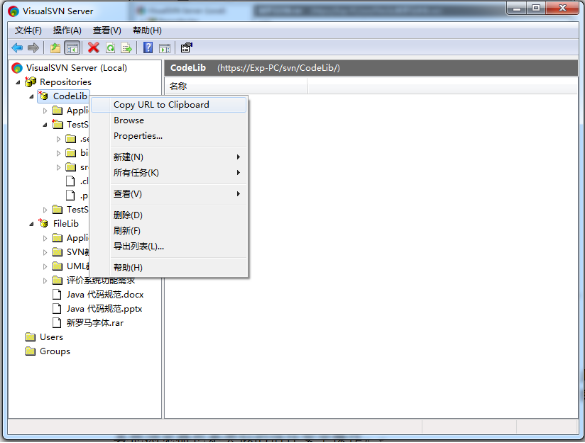 VisualSVN Server
文件(F) 操作(A) 查看(V) 帮助(H)
VisualSVN Server (Local)
CodeLib (https://Exp-PC/svn/CodeLib/)
名称
Repositories
CodeLib
Copy URL to Clipboard
Browse
Properties...
新建(N)
所有任务(K)
查看(V)
删除(D)
刷新(F)
导出列表(L)...
帮助(H)
Applic
TestS
.se
bi
sr
.cl
.p
TestS
FileLib
Applic
SVN
UML
评价系统功能需求
Java 代码规范.docx
Java 代码规范.pptx
新罗马字体.rar
Users
Groups